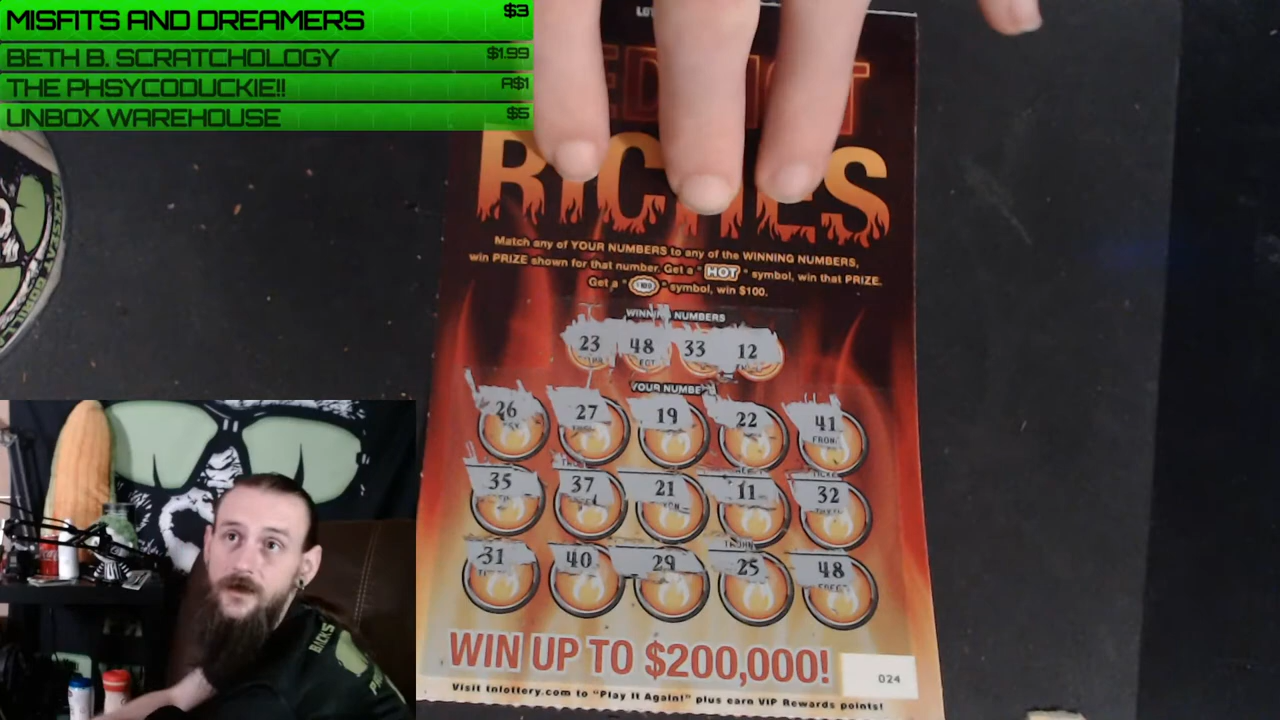 MISFITS AND DREAMERS $3
BETH B. SCRATCHOLOGY $1.99
THE PHSYCODUCKIE!! R$1
UNBOX WAREHOUSE $5
RICHES
Match any of YOUR NUMBERS to any of the WINNING NUMBERS,
win PRIZE shown for that number. Get a "HOT" symbol, win that PRIZE.
Get a "$100" symbol, win $100.
WINNING NUMBERS
23 48 33 12
YOUR NUMBE
26 27 19 22 41
35 37 21 11 32
31 40 29 25 48
WIN UP TO $200,000!
024
Visit tnlottery.com to "Play It Again!" plus earn VIP Rewards points!